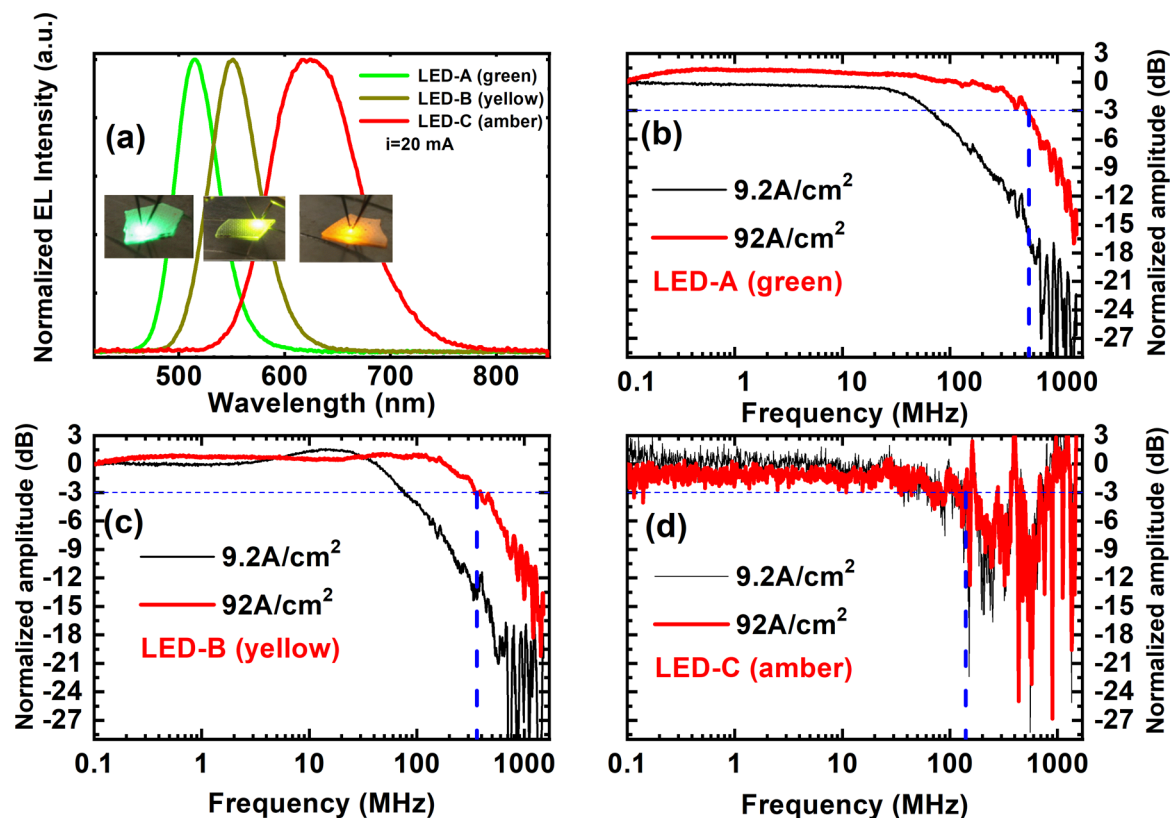 Normalized EL Intensity (a.u.)
(a)
LED-A (green)
LED-B (yellow)
LED-C (amber)
i=20 mA
500 600 700 800
Wavelength (nm)
(b)
9.2A/cm²
92A/cm²
LED-A (green)
3
0
-3
-6
-9
-12
-15
-18
-21
-24
-27
Normalized amplitude (dB)
0.1 1 10 100 1000
Frequency (MHz)
Normalized amplitude (dB)
3
0
-3
-6
-9
-12
-15
-18
-21
-24
-27
(c)
9.2A/cm²
92A/cm²
LED-B (yellow)
0.1 1 10 100 1000
Frequency (MHz)
(d)
9.2A/cm²
92A/cm²
LED-C (amber)
3
0
-3
-6
-9
-12
-15
-18
-21
-24
-27
Normalized amplitude (dB)
0.1 1 10 100 1000
Frequency (MHz)